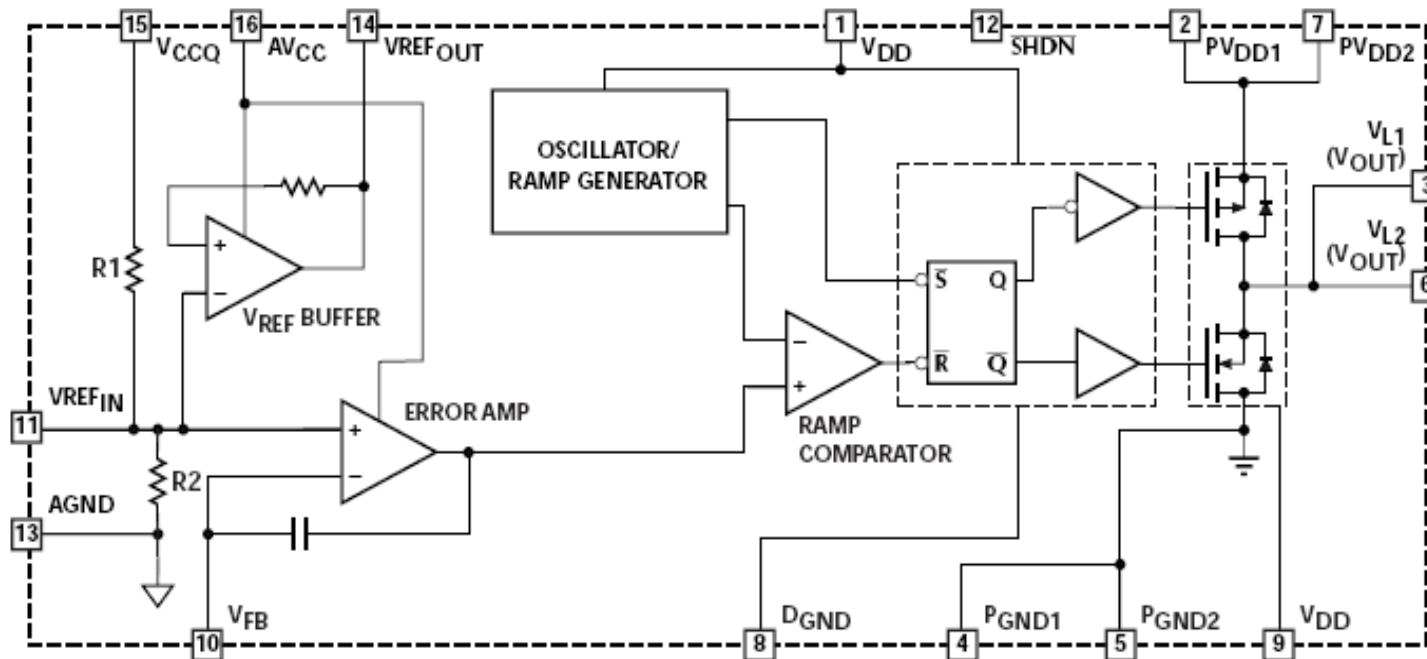 15
16
14
1
12
2
7
VCCQ
AVCC
VREFOUT
VDD
SHDN
PVDD1
PVDD2
OSCILLATOR/
RAMP GENERATOR
VL1
(VOUT)
3
VL2
(VOUT)
6
+
−
R1
VREF BUFFER
S
Q
R
Q
−
+
RAMP
COMPARATOR
VREFIN
11
ERROR AMP
+
−
R2
AGND
13
VFB
10
DGND
8
PGND1
4
PGND2
5
VDD
9